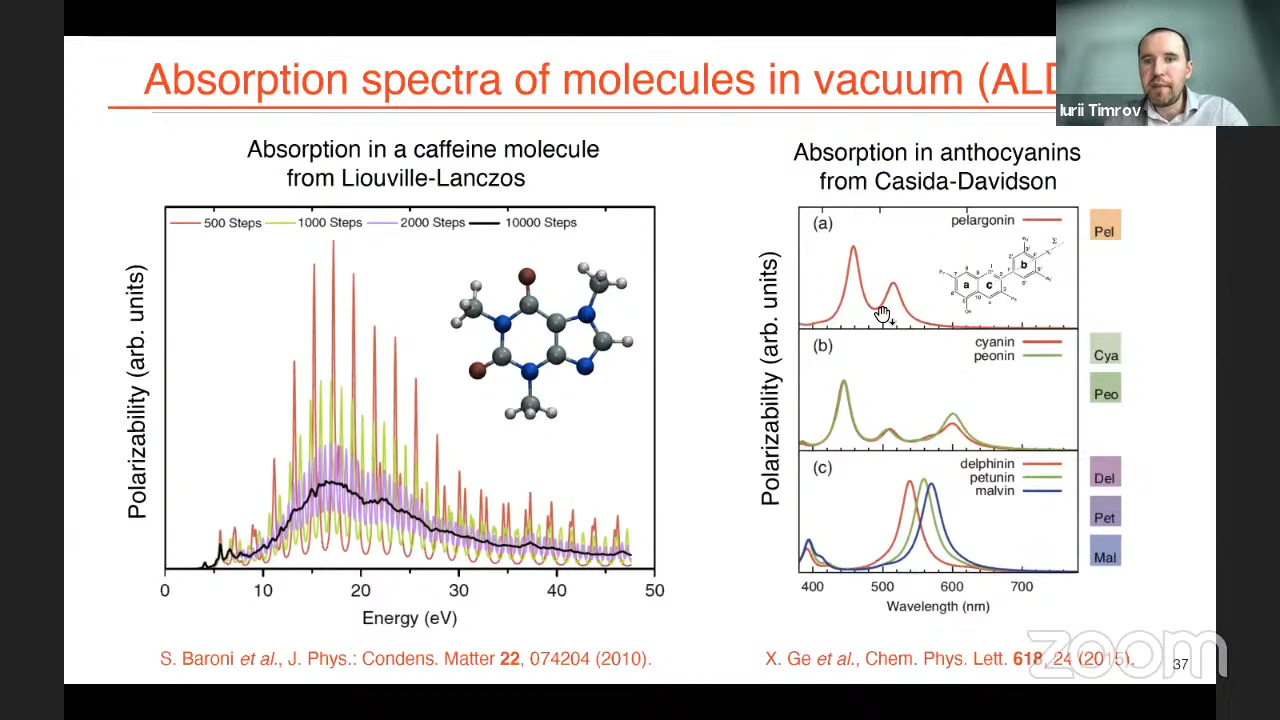 Absorption spectra of molecules in vacuum (ALD
Iurii Timrov
Absorption in a caffeine molecule
from Liouville-Lanczos
500 Steps 1000 Steps 2000 Steps 10000 Steps
Polarizability (arb. units)
0 10 20 30 40 50
Energy (eV)
S. Baroni et al., J. Phys.: Condens. Matter 22, 074204 (2010).
Absorption in anthocyanins
from Casida-Davidson
Polarizability (arb. units)
(a)
pelargonin
a
b
c
Pel
(b)
cyanin
peonin
Cya
Peo
(c)
delphinin
petunin
malvin
Del
Pet
Mal
400 500 600 700
Wavelength (nm)
X. Ge et al., Chem. Phys. Lett. 618, 24 (2015).
37
zoom